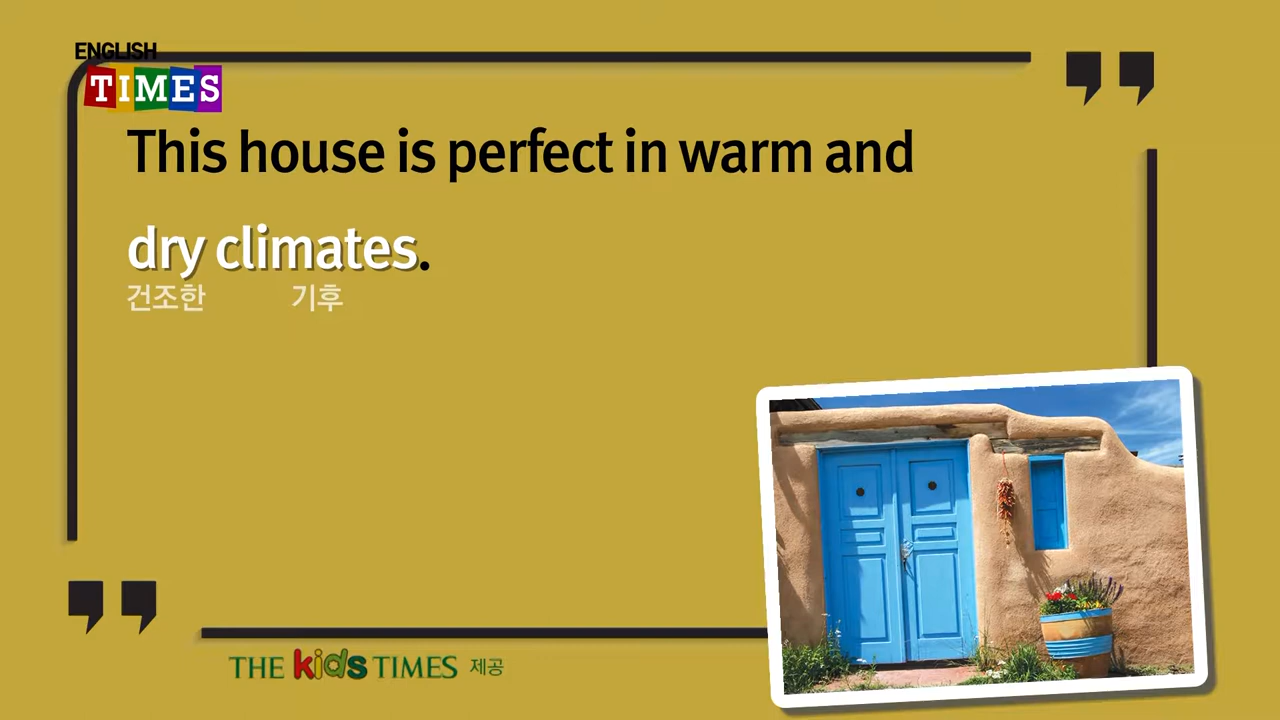 ENGLISH
TIMES
This house is perfect in warm and
dry climates.
건조한 기후
THE kids TIMES 제공